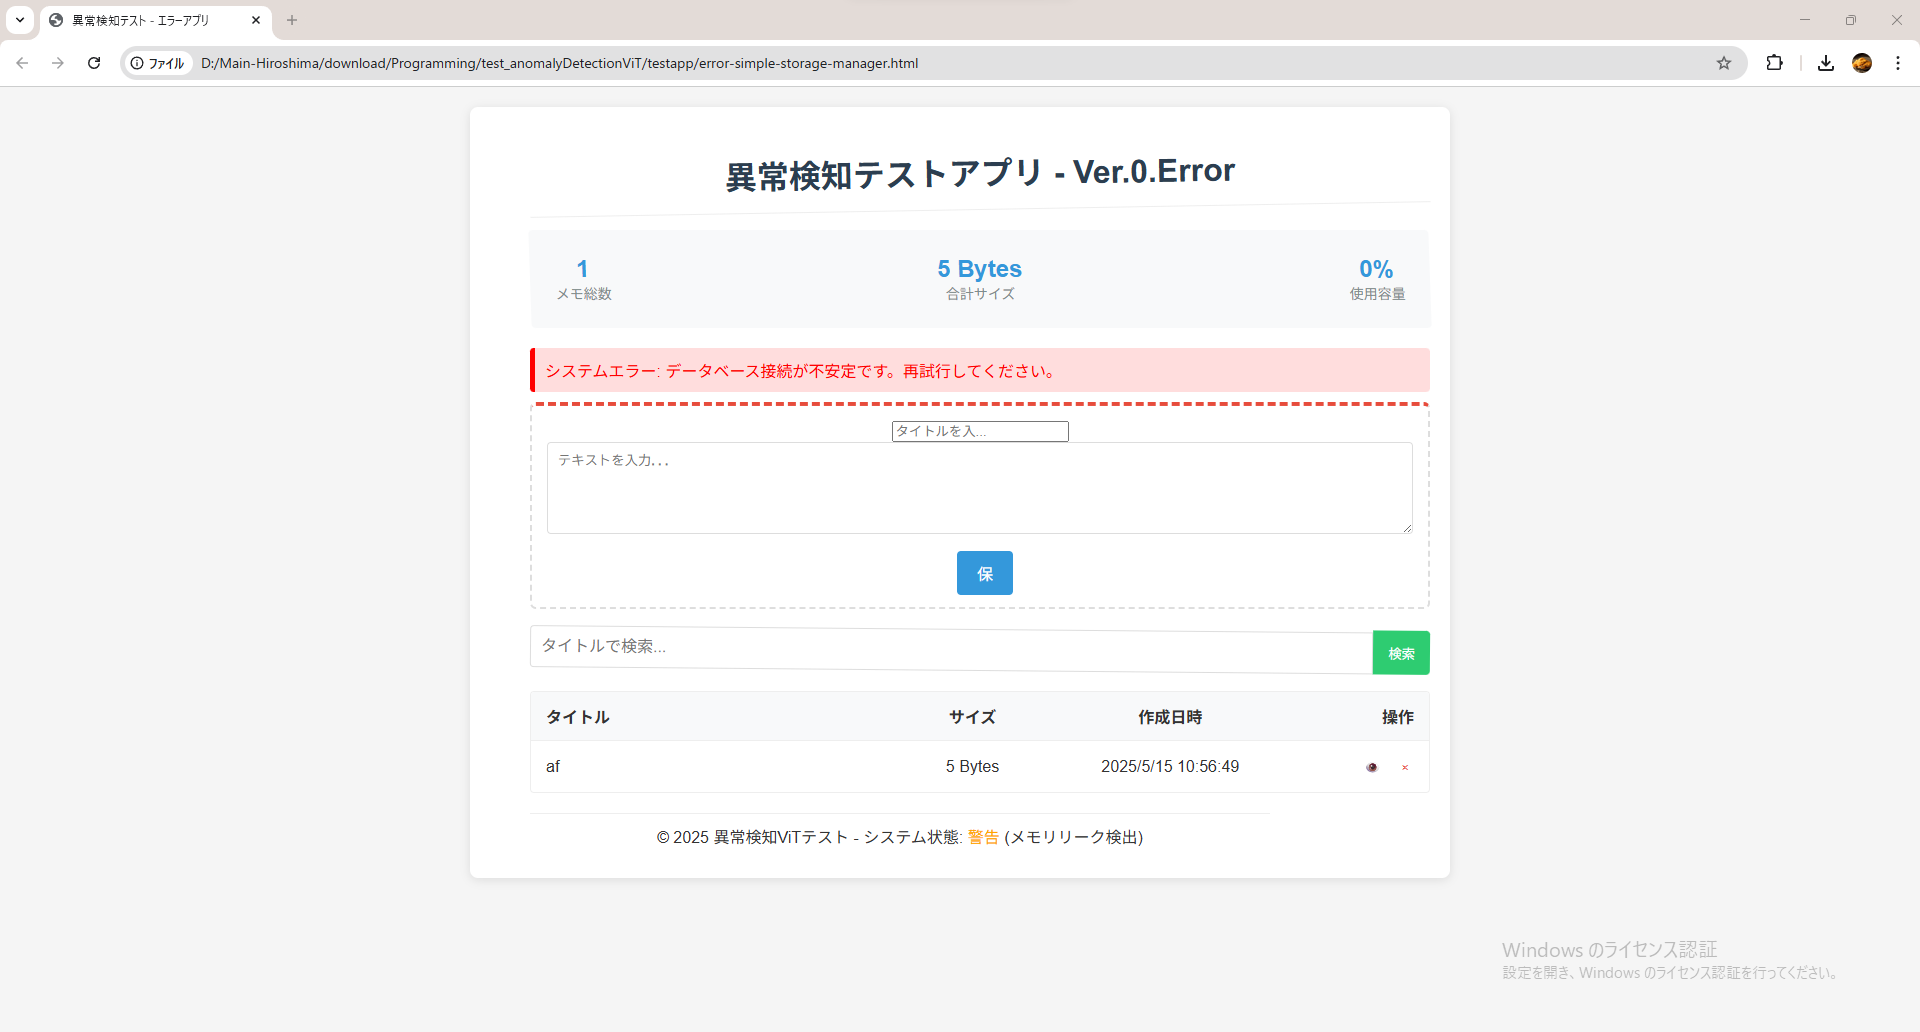 異常検知テスト - エラーアプリ
ファイル
D:/Main-Hiroshima/download/Programming/test_anomalyDetectionViT/testapp/error-simple-storage-manager.html
異常検知テストアプリ - Ver.0.Error
1
メモ総数
5 Bytes
合計サイズ
0%
使用容量
システムエラー: データベース接続が不安定です。再試行してください。
タイトルを入...
テキストを入力...
保
タイトルで検索...
検索
タイトル サイズ 作成日時 操作
af 5 Bytes 2025/5/15 10:56:49
© 2025 異常検知ViTテスト - システム状態: 警告 (メモリリーク検出)
Windows のライセンス認証
設定を開き、Windows のライセンス認証を行ってください。